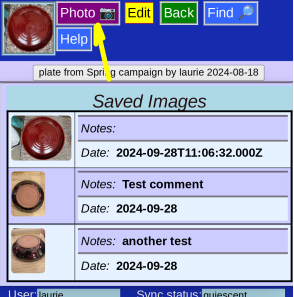 Photo 📷 Edit Back Find 🔎
Help
plate from Spring campaign by laurie 2024-08-18
Saved Images
Notes:
Date: 2024-09-28T11:06:32.000Z
Notes: Test comment
Date: 2024-09-28
Notes: another test
Date: 2024-09-28
User: laurie Sync status: quiescent